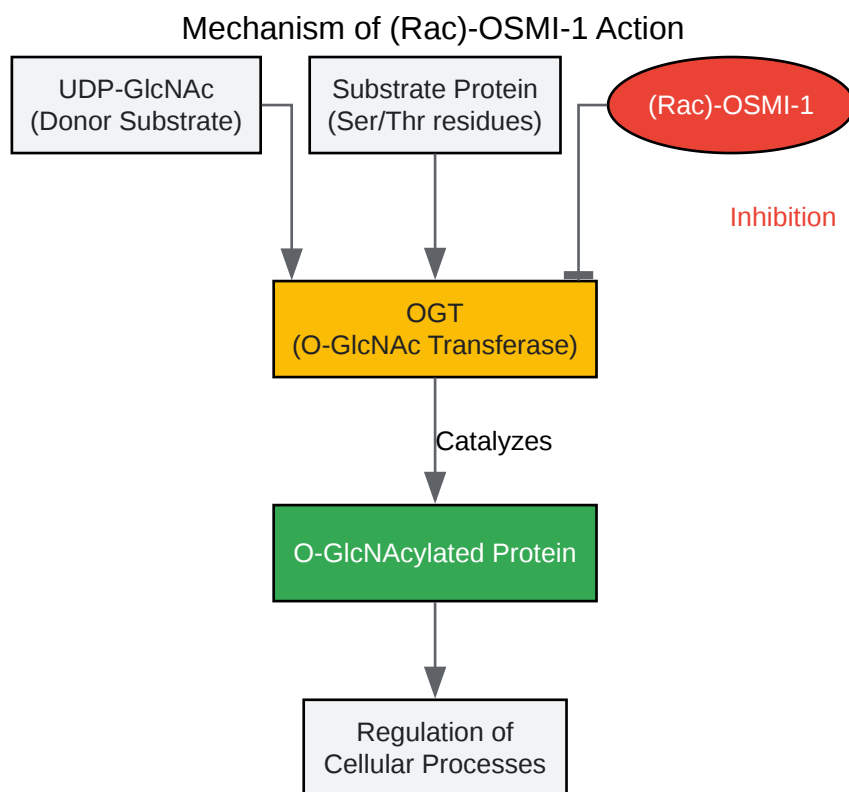 Mechanism of (Rac)-OSMI-1 Action
UDP-GlcNAc
(Donor Substrate)
Substrate Protein
(Ser/Thr residues)
(Rac)-OSMI-1
Inhibition
OGT
(O-GlcNAc Transferase)
Catalyzes
O-GlcNAcylated Protein
Regulation of
Cellular Processes